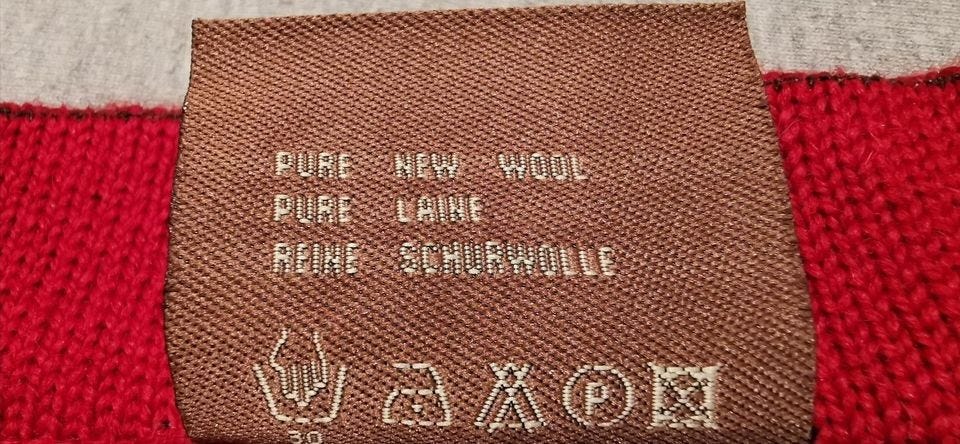 PURE NEW WOOL
PURE LAINE
REINE SCHURWOLLE
P
30